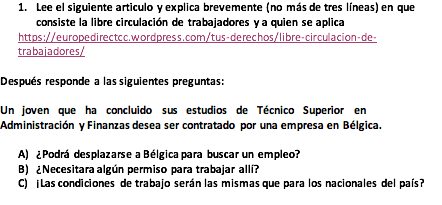 1. Lee el siguiente articulo y explica brevemente (no más de tres líneas) en que
consiste la libre circulación de trabajadores y a quien se aplica
https://europedirectcc.wordpress.com/tus-derechos/libre-circulacion-de-
trabajadores/
Después responde a las siguientes preguntas:
Un joven que ha concluido sus estudios de Técnico Superior en
Administración y Finanzas desea ser contratado por una empresa en Bélgica.
A) ¿Podrá desplazarse a Bélgica para buscar un empleo?
B) ¿Necesitara algún permiso para trabajar allí?
C) ¡Las condiciones de trabajo serán las mismas que para los nacionales del país?